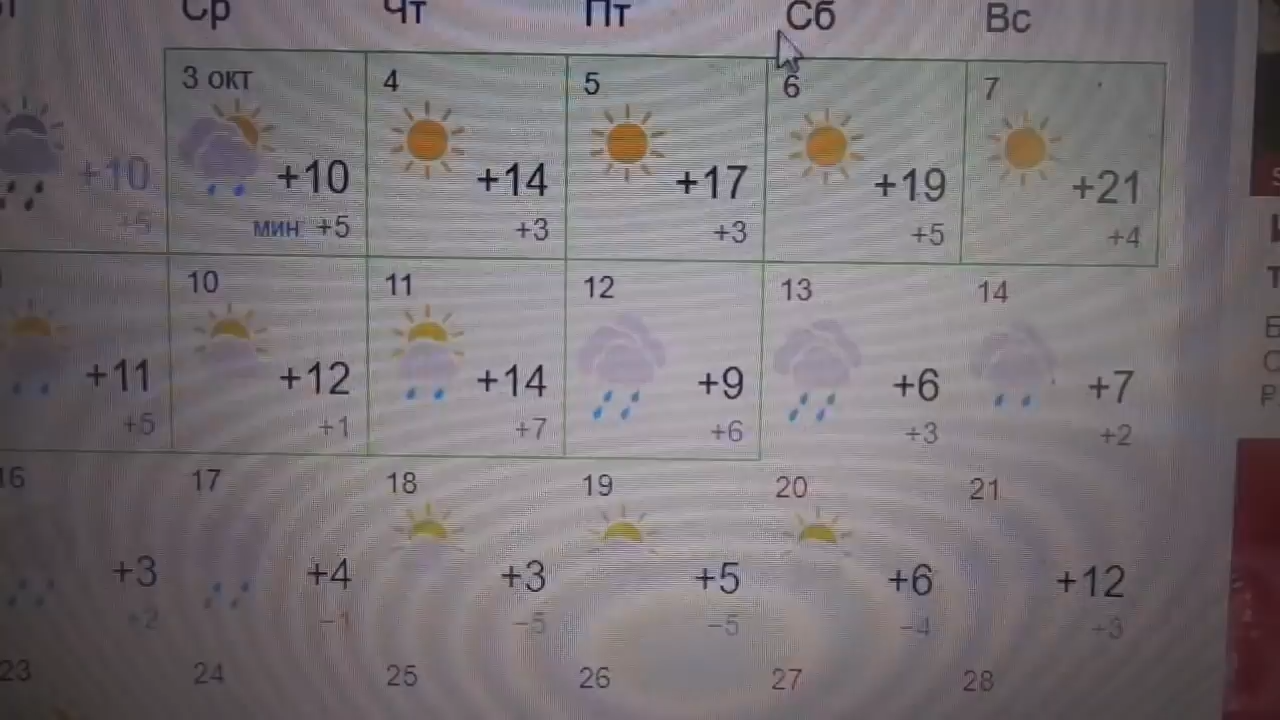 Ср Чт Пт Сб Вс
3 окт 4 5 6 7
+10 +10 +14 +17 +19 +21
+5 мин +5 +3 +3 +5 +4
10 11 12 13 14
+11 +12 +14 +9 +6 +7
+5 +1 +7 +6 +3 +2
16 17 18 19 20 21
+3 +4 +3 +5 +6 +12
-1 -5 -5 -4
23 24 25 26 27 28